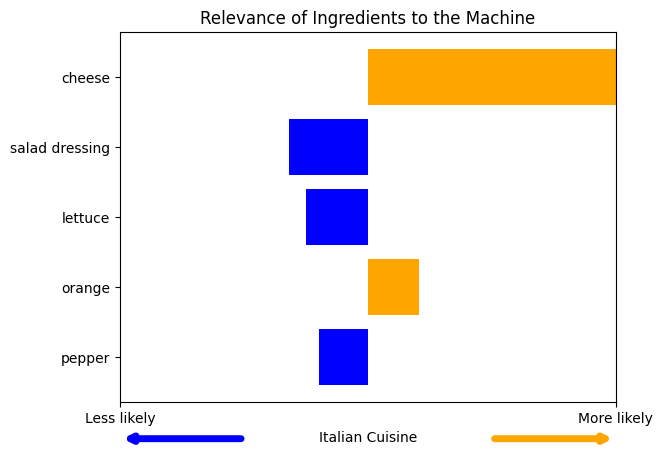 Relevance of Ingredients to the Machine
cheese
salad dressing
lettuce
orange
pepper
Less likely
More likely
Italian Cuisine